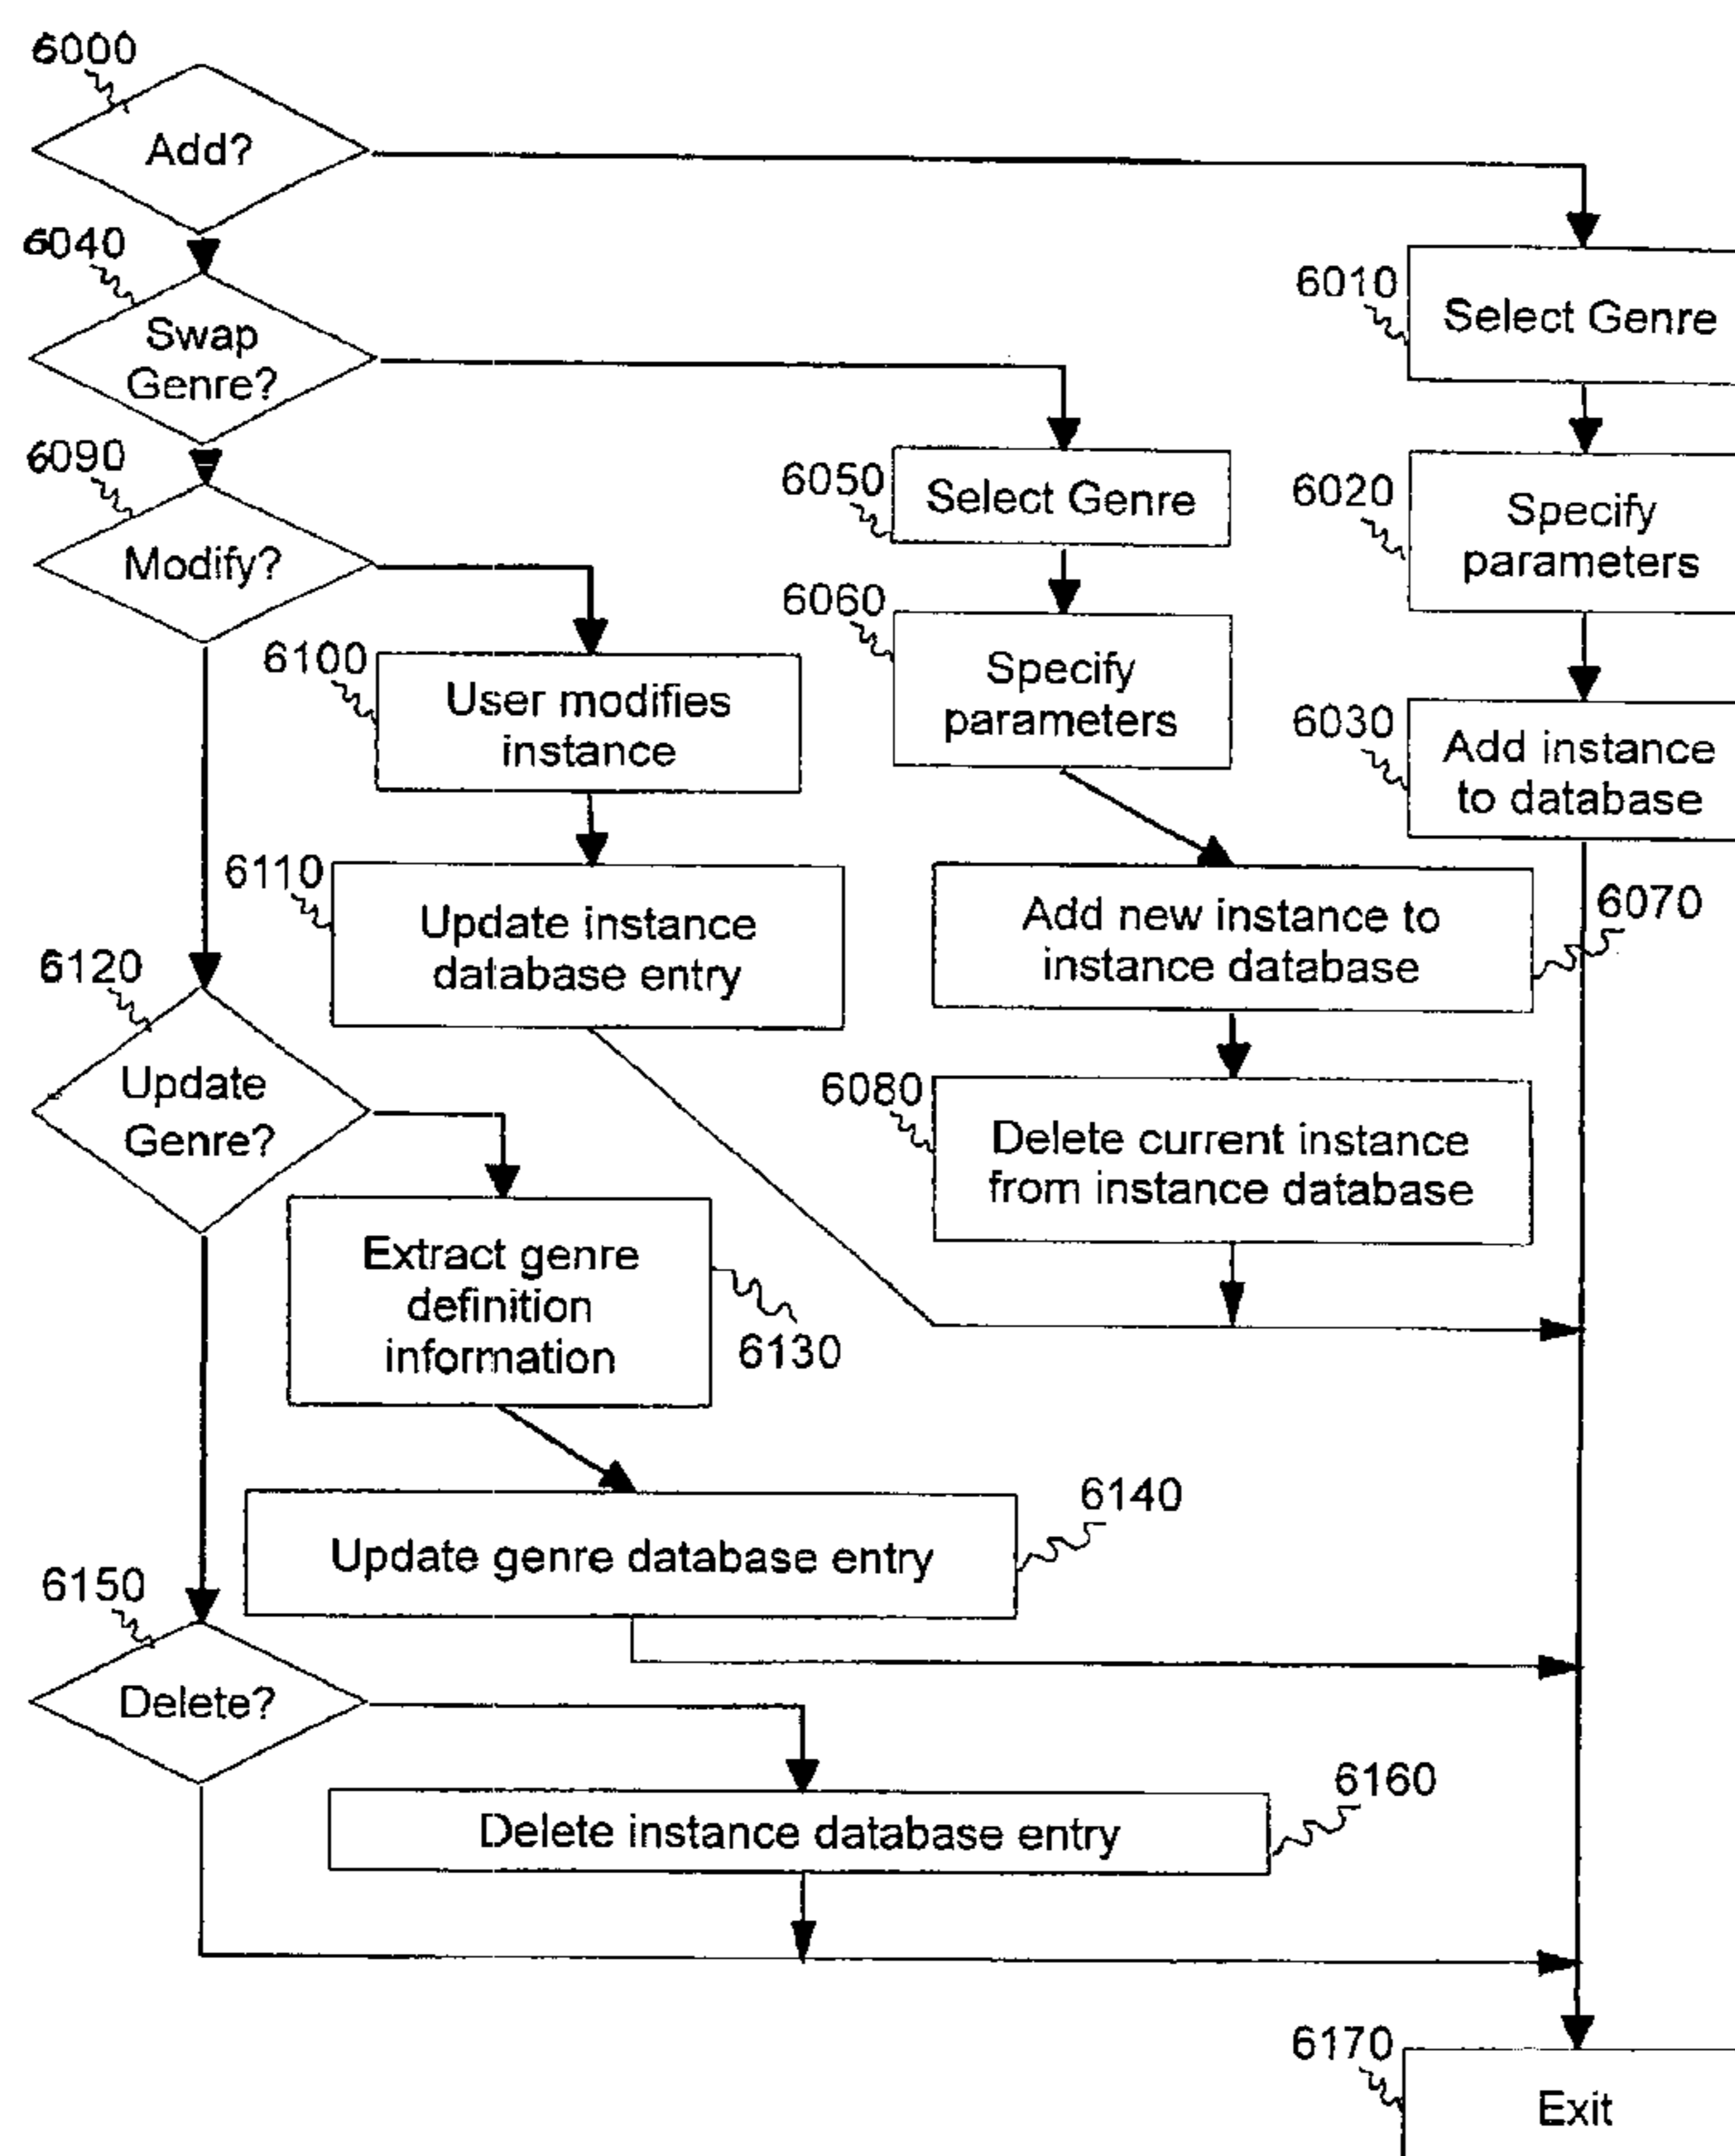 6000
Add?
6040
Swap
Genre?
6010
Select Genre
6090
Modify?
6050
Select Genre
6020
Specify
parameters
6060
Specify
parameters
6100
User modifies
instance
6030
Add instance
to database
6110
Update instance
database entry
6070
Add new instance to
instance database
6120
Update
Genre?
6080
Delete current instance
from instance database
Extract genre
definition
information
6130
6140
Update genre database entry
6150
Delete?
6160
Delete instance database entry
6170
Exit